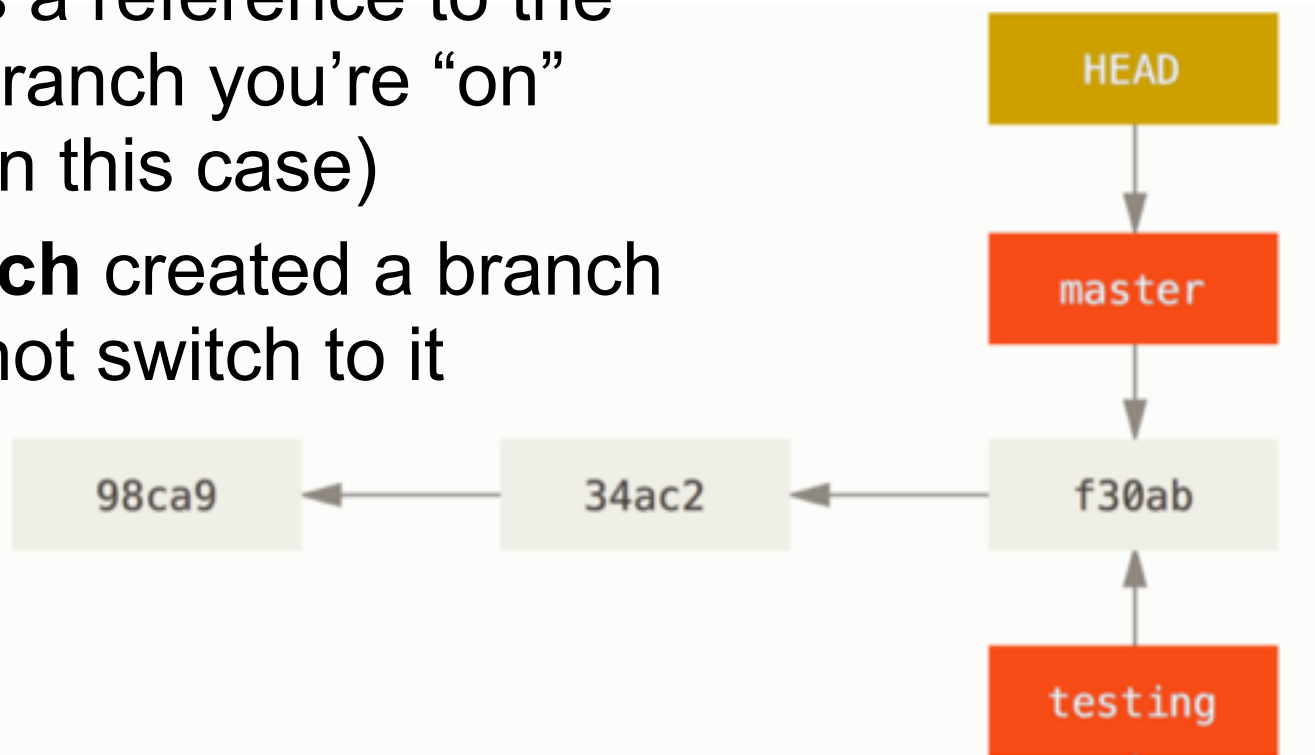 s a reference to the
ranch you’re “on”
n this case)
ch created a branch
not switch to it
HEAD
master
98ca9
34ac2
f30ab
testing